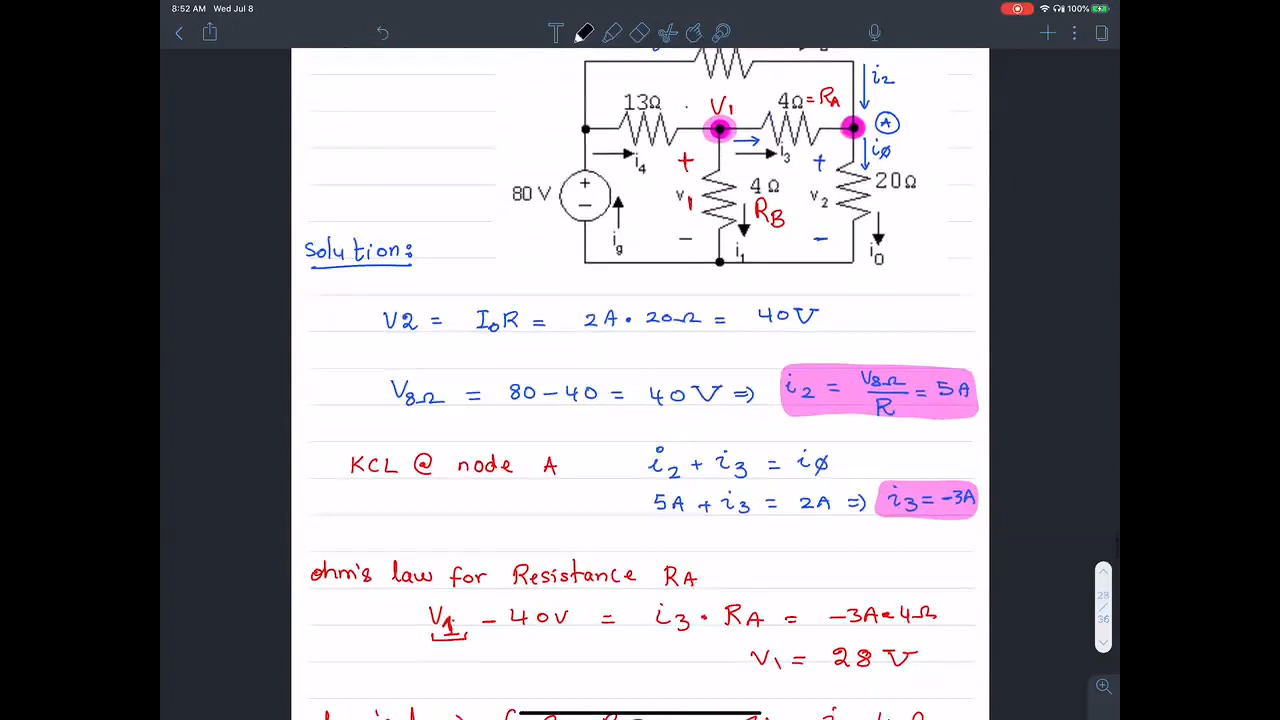 8:52 AM Wed Jul 8
100%
i2
13Ω
V1
4Ω = RA
A
i4
i3
iø
+
+
80 V
+
−
v1
4 Ω
RB
v2
20Ω
ig
−
i1
−
i0
Solution:
V2 = I0R = 2A • 20Ω = 40V
V8Ω = 80 − 40 = 40V ⇒ i2 = V8Ω/R = 5A
KCL @ node A i2 + i3 = iø
5A + i3 = 2A ⇒ i3 = -3A
ohm's law for Resistance RA
V1 − 40V = i3 • RA = -3A • 4Ω
V1 = 28 V
28
/
36